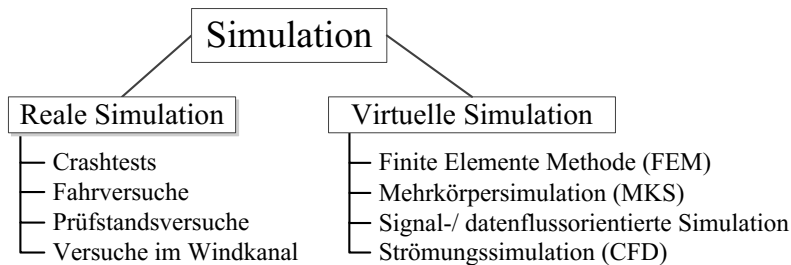 Simulation
Reale Simulation
Crashtests
Fahrversuche
Prüfstandsversuche
Versuche im Windkanal
Virtuelle Simulation
Finite Elemente Methode (FEM)
Mehrkörpersimulation (MKS)
Signal-/ datenflussorientierte Simulation
Strömungssimulation (CFD)